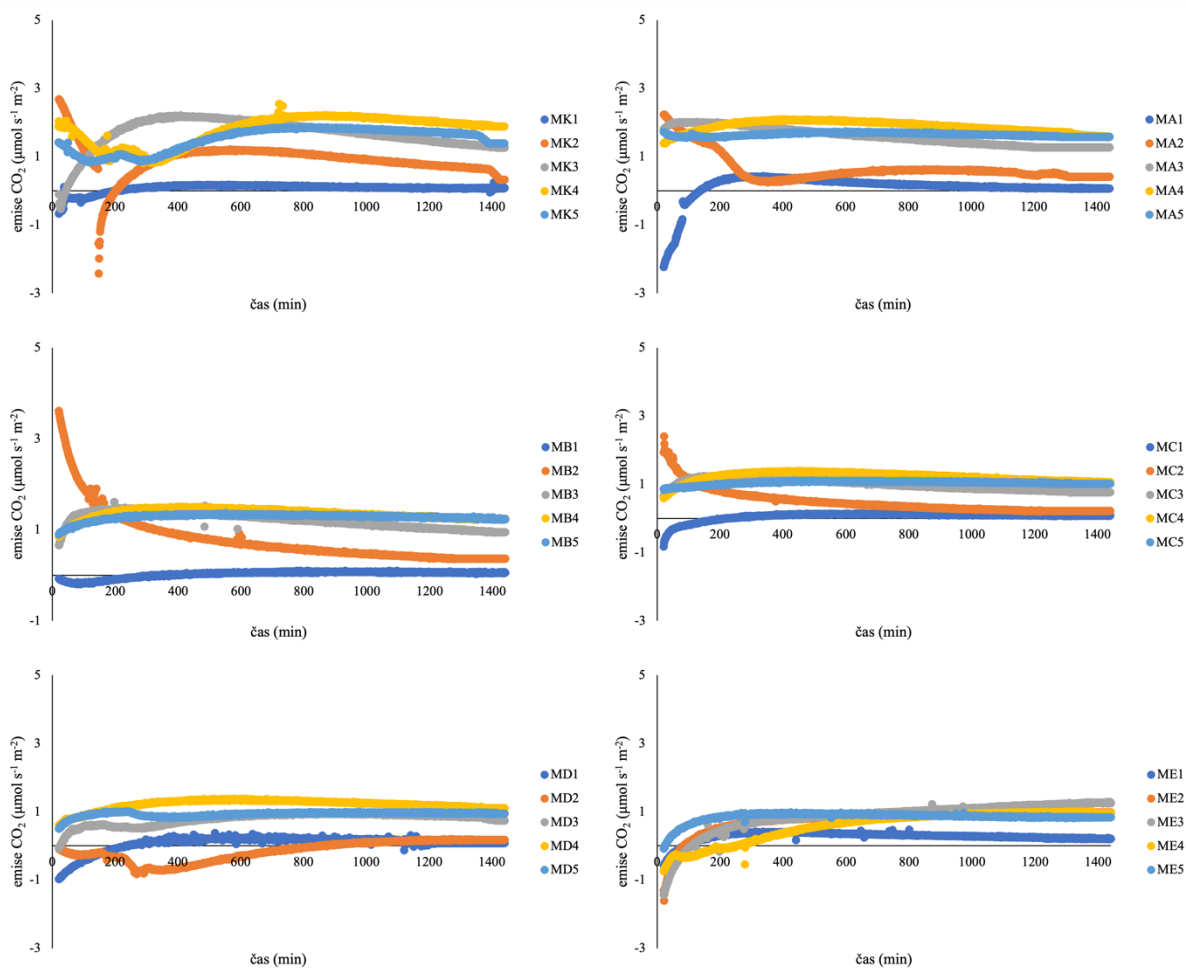 5
3
1
-1
-3
0
200
400
600
800
1000
1200
1400
emise CO₂ (µmol s⁻¹ m⁻²)
čas (min)
MK1
MK2
MK3
MK4
MK5
5
3
1
-1
-3
0
200
400
600
800
1000
1200
1400
emise CO₂ (µmol s⁻¹ m⁻²)
čas (min)
MA1
MA2
MA3
MA4
MA5
5
3
1
-1
0
200
400
600
800
1000
1200
1400
emise CO₂ (µmol s⁻¹ m⁻²)
čas (min)
MB1
MB2
MB3
MB4
MB5
5
3
1
-1
-3
0
200
400
600
800
1000
1200
1400
emise CO₂ (µmol s⁻¹ m⁻²)
čas (min)
MC1
MC2
MC3
MC4
MC5
5
3
1
-1
-3
0
200
400
600
800
1000
1200
1400
emise CO₂ (µmol s⁻¹ m⁻²)
čas (min)
MD1
MD2
MD3
MD4
MD5
5
3
1
-1
-3
0
200
400
600
800
1000
1200
1400
emise CO₂ (µmol s⁻¹ m⁻²)
čas (min)
ME1
ME2
ME3
ME4
ME5